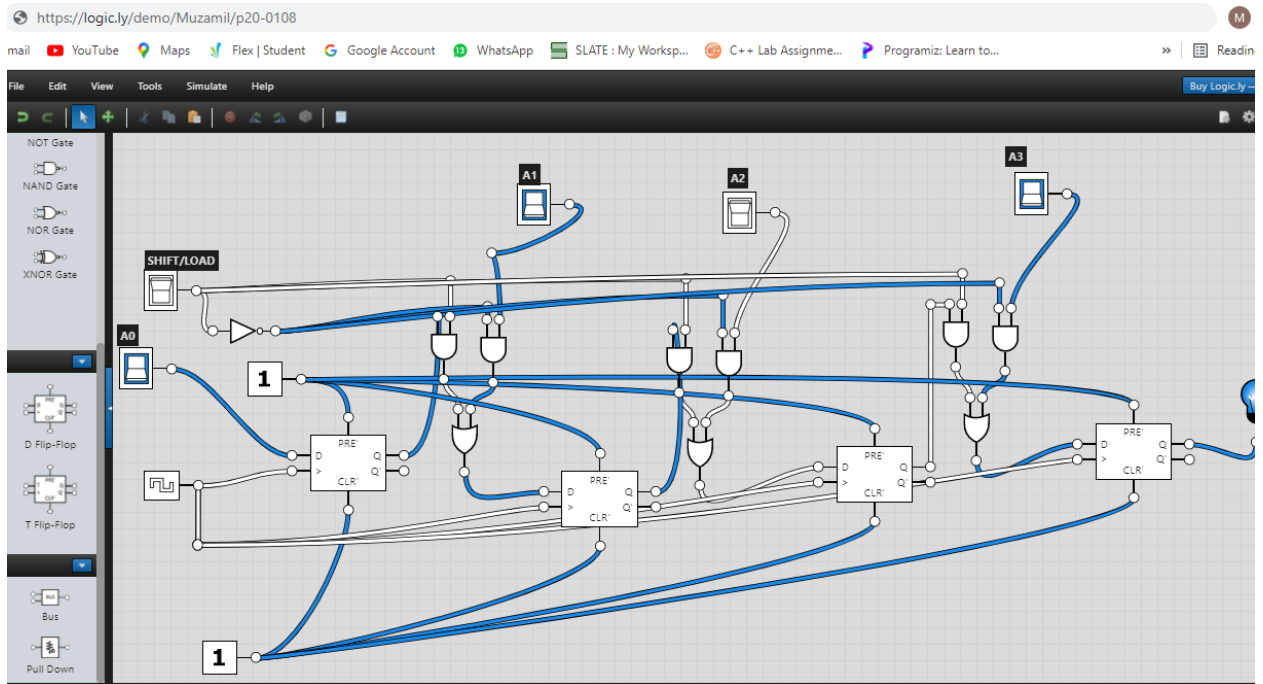 https://logic.ly/demo/Muzamil/p20-0108
M
mail YouTube Maps Flex | Student Google Account 13 WhatsApp SLATE : My Worksp... C++ Lab Assignme... Programiz: Learn to... » Readin
File Edit View Tools Simulate Help Buy Logic.ly —
NOT Gate
NAND Gate
NOR Gate
XNOR Gate
D Flip-Flop
T Flip-Flop
BUS
Bus
Pull Down
A1
A2
A3
SHIFT/LOAD
A0
1
PRE'
D Q
> Q'
CLR'
PRE'
D Q
> Q'
CLR'
PRE'
D Q
> Q'
CLR'
PRE'
D Q
> Q'
CLR'
1